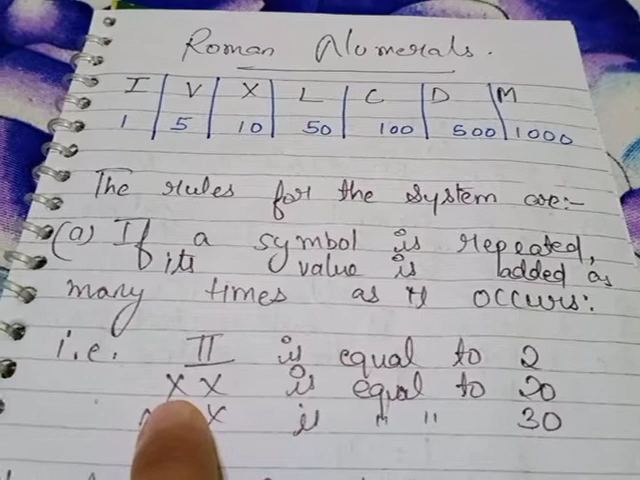 Roman Numerals.
I V X L C D M
1 5 10 50 100 500 1000
The rules for the system are:-
(a) If a symbol is repeated,
its value is added as
many times as it occurs:
i.e. II is equal to 2
XX is equal to 20
X is " " 30